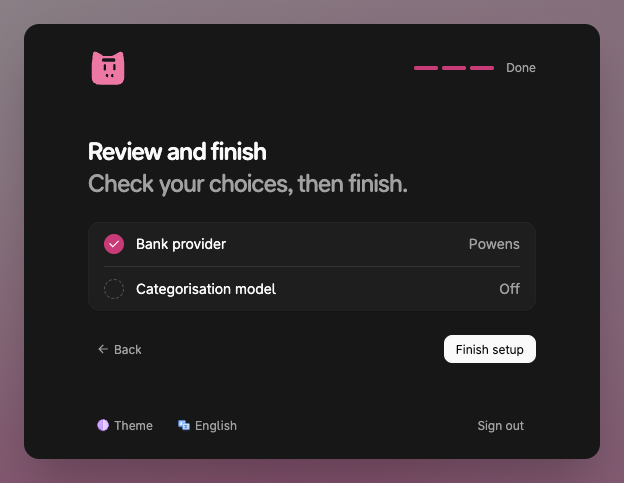 Done
Review and finish
Check your choices, then finish.
Bank provider Powens
Categorisation model Off
← Back Finish setup
Theme English Sign out